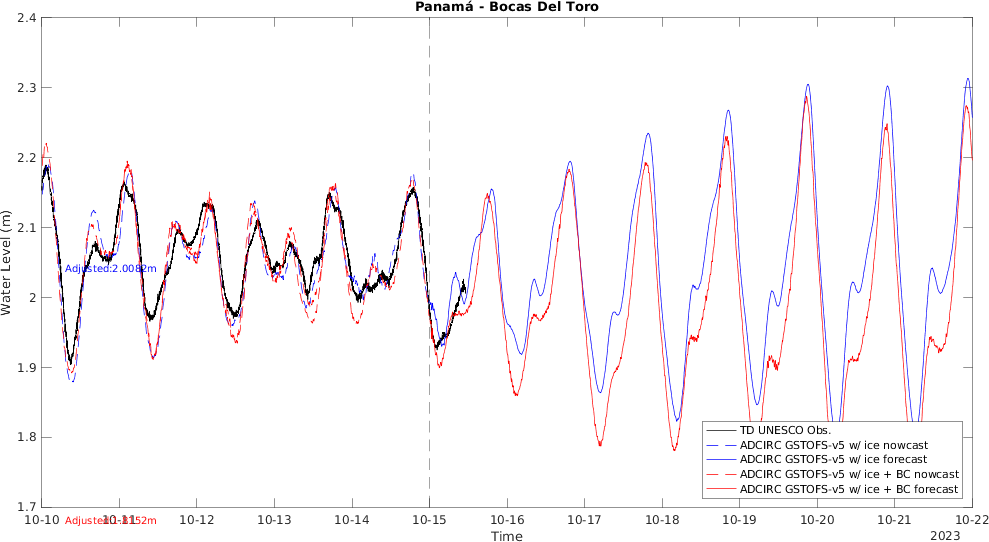 Panamá - Bocas Del Toro
Water Level (m)
2.4
2.3
2.2
2.1
2
1.9
1.8
1.7
Adjusted:2.0082m
TD UNESCO Obs.
ADCIRC GSTOFS-v5 w/ ice nowcast
ADCIRC GSTOFS-v5 w/ ice forecast
ADCIRC GSTOFS-v5 w/ ice + BC nowcast
ADCIRC GSTOFS-v5 w/ ice + BC forecast
10-10 10-11 10-12 10-13 10-14 10-15 10-16 10-17 10-18 10-19 10-20 10-21 10-22
Time
2023